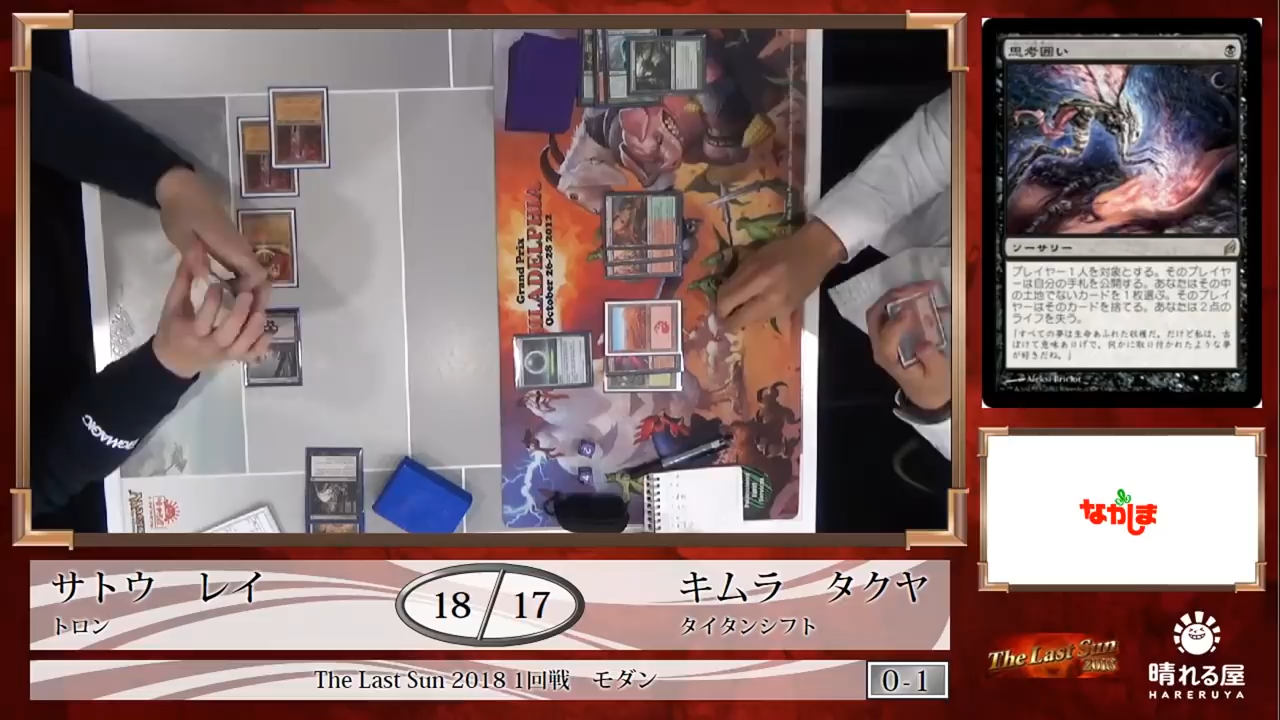 思考囲い
ソーサリー
プレイヤー１人を対象とする。そのプレイヤ
ーは自分の手札を公開する。あなたはその中
の土地でないカードを１枚選ぶ。そのプレイ
ヤーはそのカードを捨てる。あなたは２点の
ライフを失う。
Aleksi Briclot
Grand Prix
PHILADELPHIA
October 26-28 2012
なかしま
サトウ　レイ
トロン
18/17
キムラ　タクヤ
タイタンシフト
The Last Sun 2018 1回戦　モダン
0-1
The Last Sun
2018
晴れる屋
HARERUYA